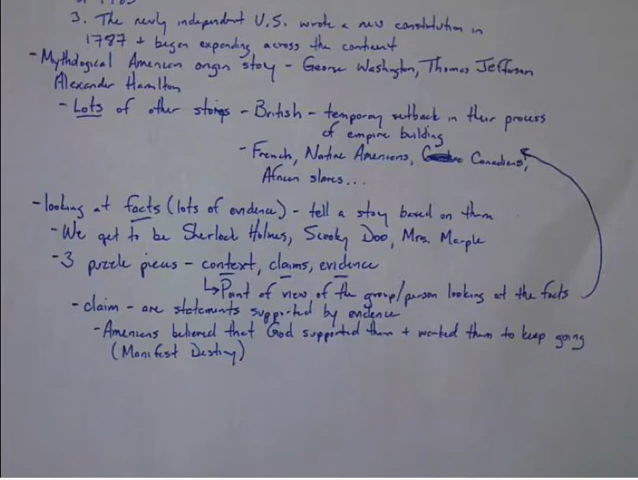 of 1783
3. The newly independent U.S. wrote a new constitution in
1787 + began expanding across the continent
- Mythological American origin story - George Washington, Thomas Jefferson
Alexander Hamilton
- Lots of other stories - British - temporary setback in their process
of empire building
- French, Native Americans, Canadians,
African slaves...
- looking at facts (lots of evidence) - tell a story based on them
- We get to be Sherlock Holmes, Scooby Doo, Mrs. Marple
- 3 puzzle pieces - context, claims, evidence
↳ Point of view of the group/person looking at the facts
- claim - are statements supported by evidence
- Americans believed that God supported them + wanted them to keep going
(Manifest Destiny)